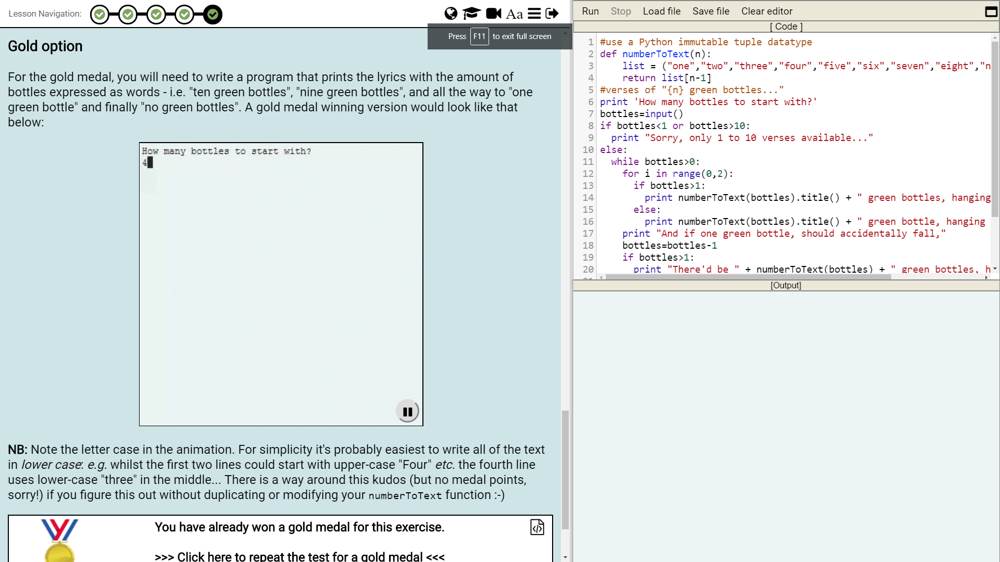 Lesson Navigation:
Aa
Press F11 to exit full screen
Gold option
For the gold medal, you will need to write a program that prints the lyrics with the amount of
bottles expressed as words - i.e. "ten green bottles", "nine green bottles", and all the way to "one
green bottle" and finally "no green bottles". A gold medal winning version would look like that
below:
How many bottles to start with?
4
NB: Note the letter case in the animation. For simplicity it's probably easiest to write all of the text
in lower case: e.g. whilst the first two lines could start with upper-case "Four" etc. the fourth line
uses lower-case "three" in the middle... There is a way around this kudos (but no medal points,
sorry!) if you figure this out without duplicating or modifying your numberToText function :-)
You have already won a gold medal for this exercise.
>>> Click here to repeat the test for a gold medal <<<
Run Stop Load file Save file Clear editor
[ Code ]
1 #use a Python immutable tuple datatype
2 def numberToText(n):
3 list = ("one","two","three","four","five","six","seven","eight","n
4 return list[n-1]
5 #verses of "{n} green bottles..."
6 print 'How many bottles to start with?'
7 bottles=input()
8 if bottles<1 or bottles>10:
9 print "Sorry, only 1 to 10 verses available..."
10 else:
11 while bottles>0:
12 for i in range(0,2):
13 if bottles>1:
14 print numberToText(bottles).title() + " green bottles, hanging
15 else:
16 print numberToText(bottles).title() + " green bottle, hanging
17 print "And if one green bottle, should accidentally fall,"
18 bottles=bottles-1
19 if bottles>1:
20 print "There'd be " + numberToText(bottles) + " green bottles, h
[Output]